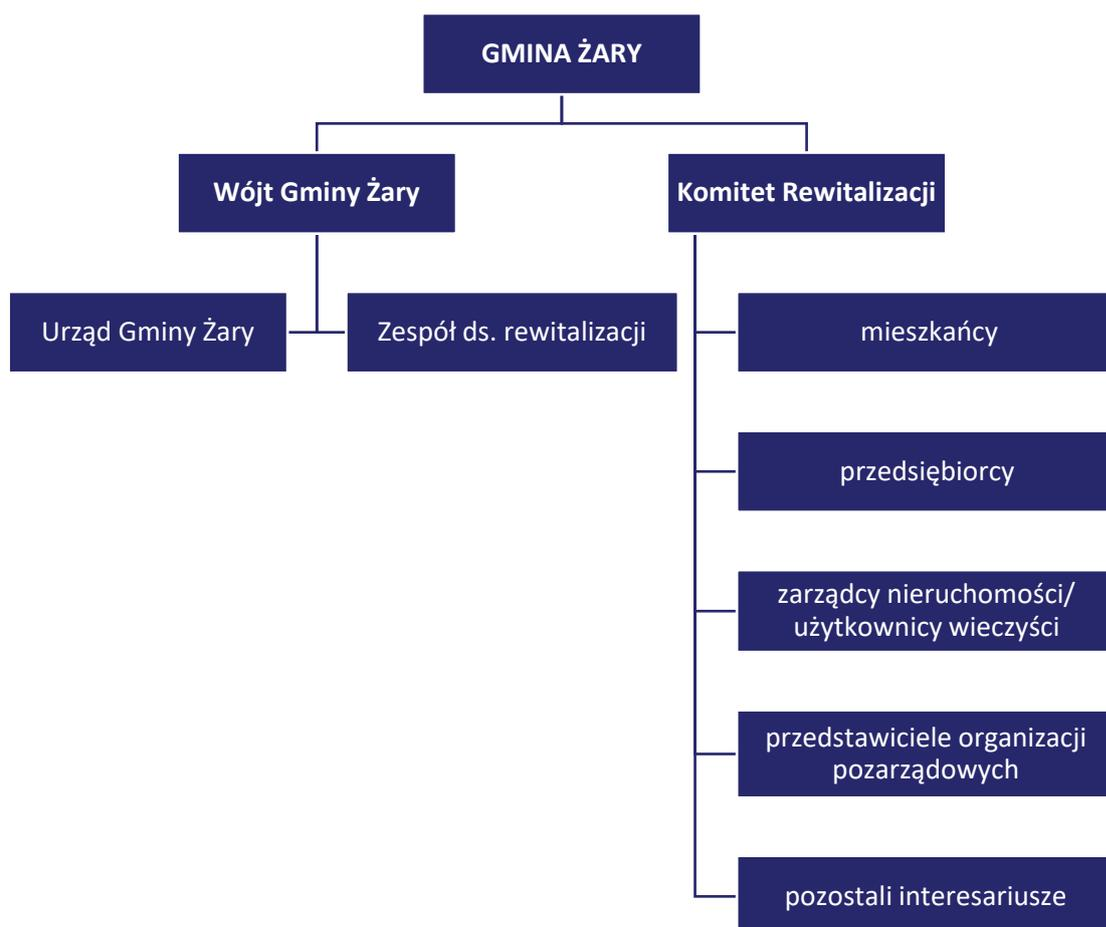 GMINA ŻARY
Wójt Gminy Żary
Komitet Rewitalizacji
Urząd Gminy Żary
Zespół ds. rewitalizacji
mieszkańcy
przedsiębiorcy
zarządcy nieruchomości/
użytkownicy wieczyści
przedstawiciele organizacji
pozarządowych
pozostali interesariusze